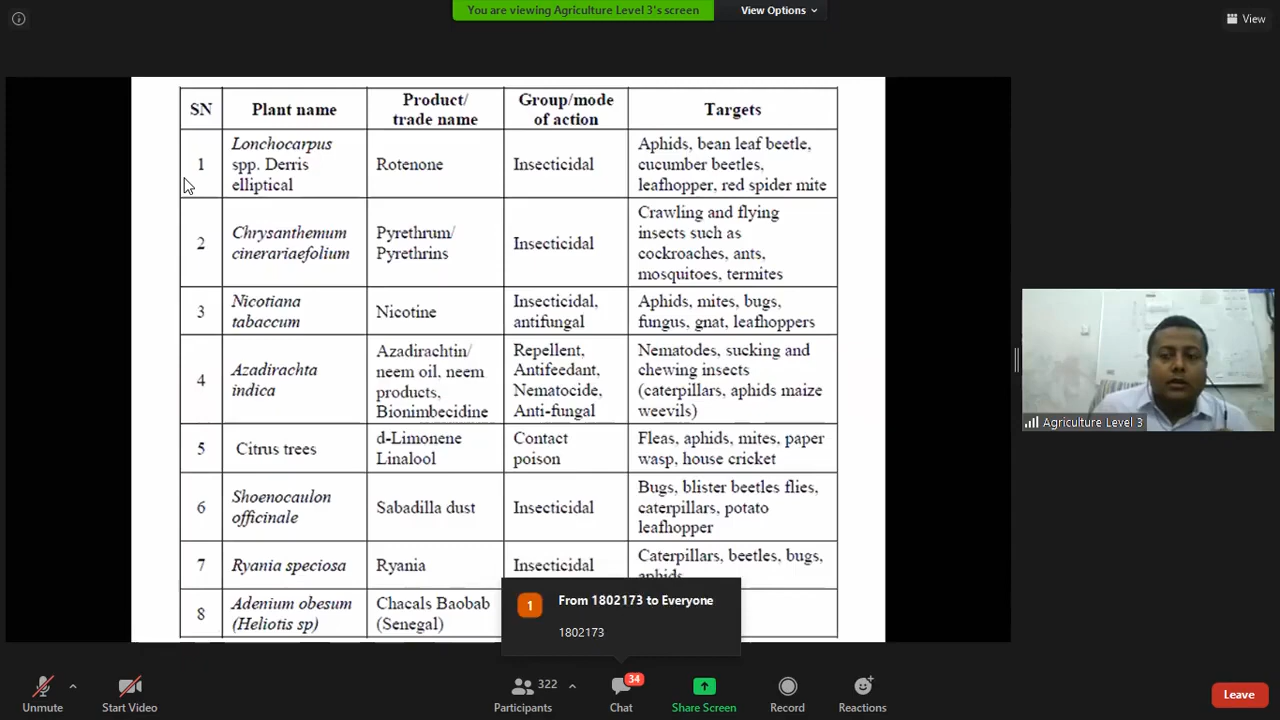 You are viewing Agriculture Level 3's screen
View Options
View
SN
Plant name
Product/
trade name
Group/mode
of action
Targets
1
Lonchocarpus
spp. Derris
elliptical
Rotenone
Insecticidal
Aphids, bean leaf beetle,
cucumber beetles,
leafhopper, red spider mite
2
Chrysanthemum
cinerariaefolium
Pyrethrum/
Pyrethrins
Insecticidal
Crawling and flying
insects such as
cockroaches, ants,
mosquitoes, termites
3
Nicotiana
tabaccum
Nicotine
Insecticidal,
antifungal
Aphids, mites, bugs,
fungus, gnat, leafhoppers
4
Azadirachta
indica
Azadirachtin/
neem oil, neem
products,
Bionimbecidine
Repellent,
Antifeedant,
Nematocide,
Anti-fungal
Nematodes, sucking and
chewing insects
(caterpillars, aphids maize
weevils)
5
Citrus trees
d-Limonene
Linalool
Contact
poison
Fleas, aphids, mites, paper
wasp, house cricket
6
Shoenocaulon
officinale
Sabadilla dust
Insecticidal
Bugs, blister beetles flies,
caterpillars, potato
leafhopper
7
Ryania speciosa
Ryania
Insecticidal
Caterpillars, beetles, bugs,
aphids
8
Adenium obesum
(Heliotis sp)
Chacals Baobab
(Senegal)
1
From 1802173 to Everyone
1802173
Agriculture Level 3
Unmute
Start Video
322
Participants
34
Chat
Share Screen
Record
Reactions
Leave